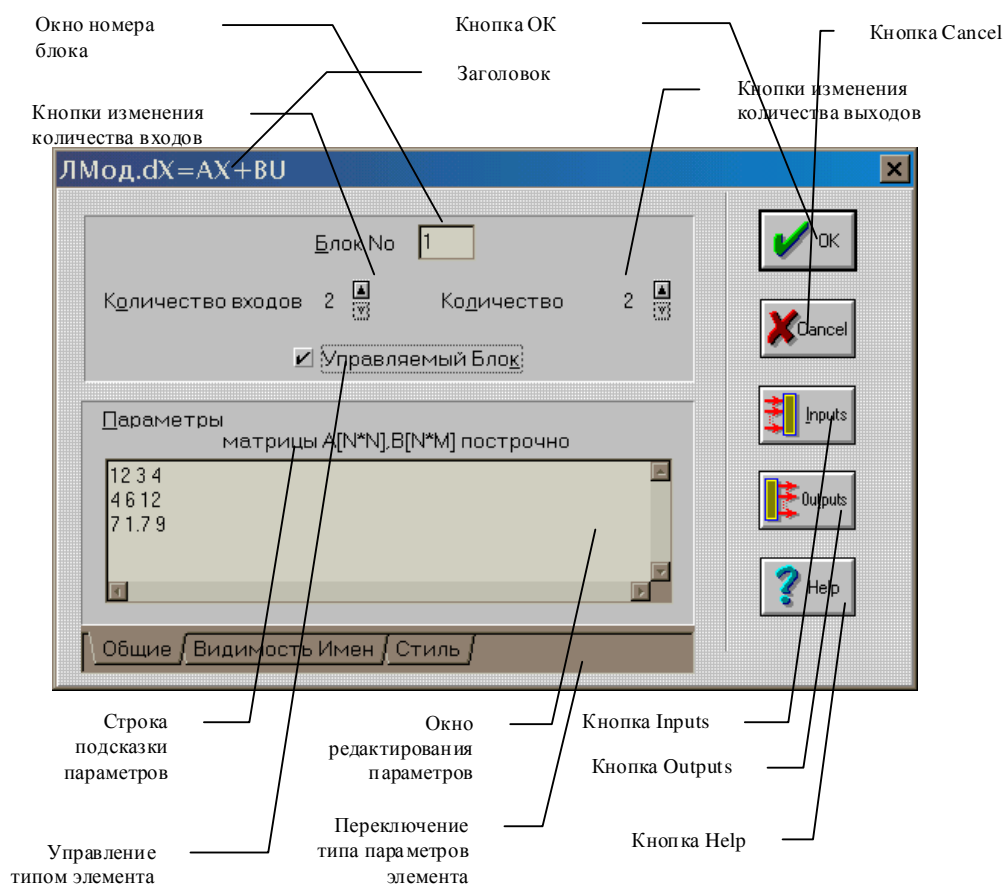 Окно номера
блока
Кнопка ОК
Кнопка Cancel
Заголовок
Кнопки изменения
количества входов
Кнопки изменения
количества выходов
ЛМод.dX=AX+BU
Блок No 1
Количество входов 2
Количество 2
Управляемый Блок
Параметры
матрицы A[N*N],B[N*M] построчно
12 3 4
4 6 12
7 1.7 9
Общие Видимость Имен Стиль
OK
Cancel
Inputs
Outputs
Help
Строка
подсказки
параметров
Окно
редактирования
параметров
Кнопка Inputs
Кнопка Outputs
Переключение
типа параметров
элемента
Кнопка Help
Управление
типом элемента